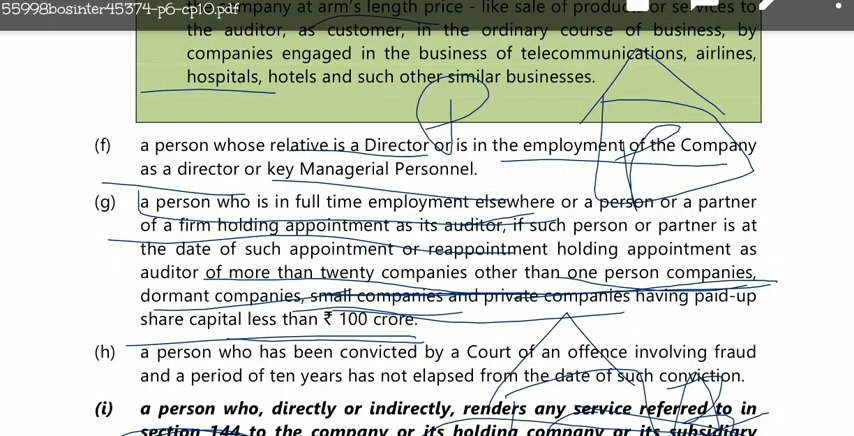 55998bosinter45374-p6-cp10.pdf
the company at arm's length price - like sale of products or services to
the auditor, as customer, in the ordinary course of business, by
companies engaged in the business of telecommunications, airlines,
hospitals, hotels and such other similar businesses.
(f) a person whose relative is a Director or is in the employment of the Company
as a director or key Managerial Personnel.
(g) a person who is in full time employment elsewhere or a person or a partner
of a firm holding appointment as its auditor, if such person or partner is at
the date of such appointment or reappointment holding appointment as
auditor of more than twenty companies other than one person companies,
dormant companies, small companies and private companies having paid-up
share capital less than ₹ 100 crore.
(h) a person who has been convicted by a Court of an offence involving fraud
and a period of ten years has not elapsed from the date of such conviction.
(i) a person who, directly or indirectly, renders any service referred to in
section 144 to the company or its holding company or its subsidiary